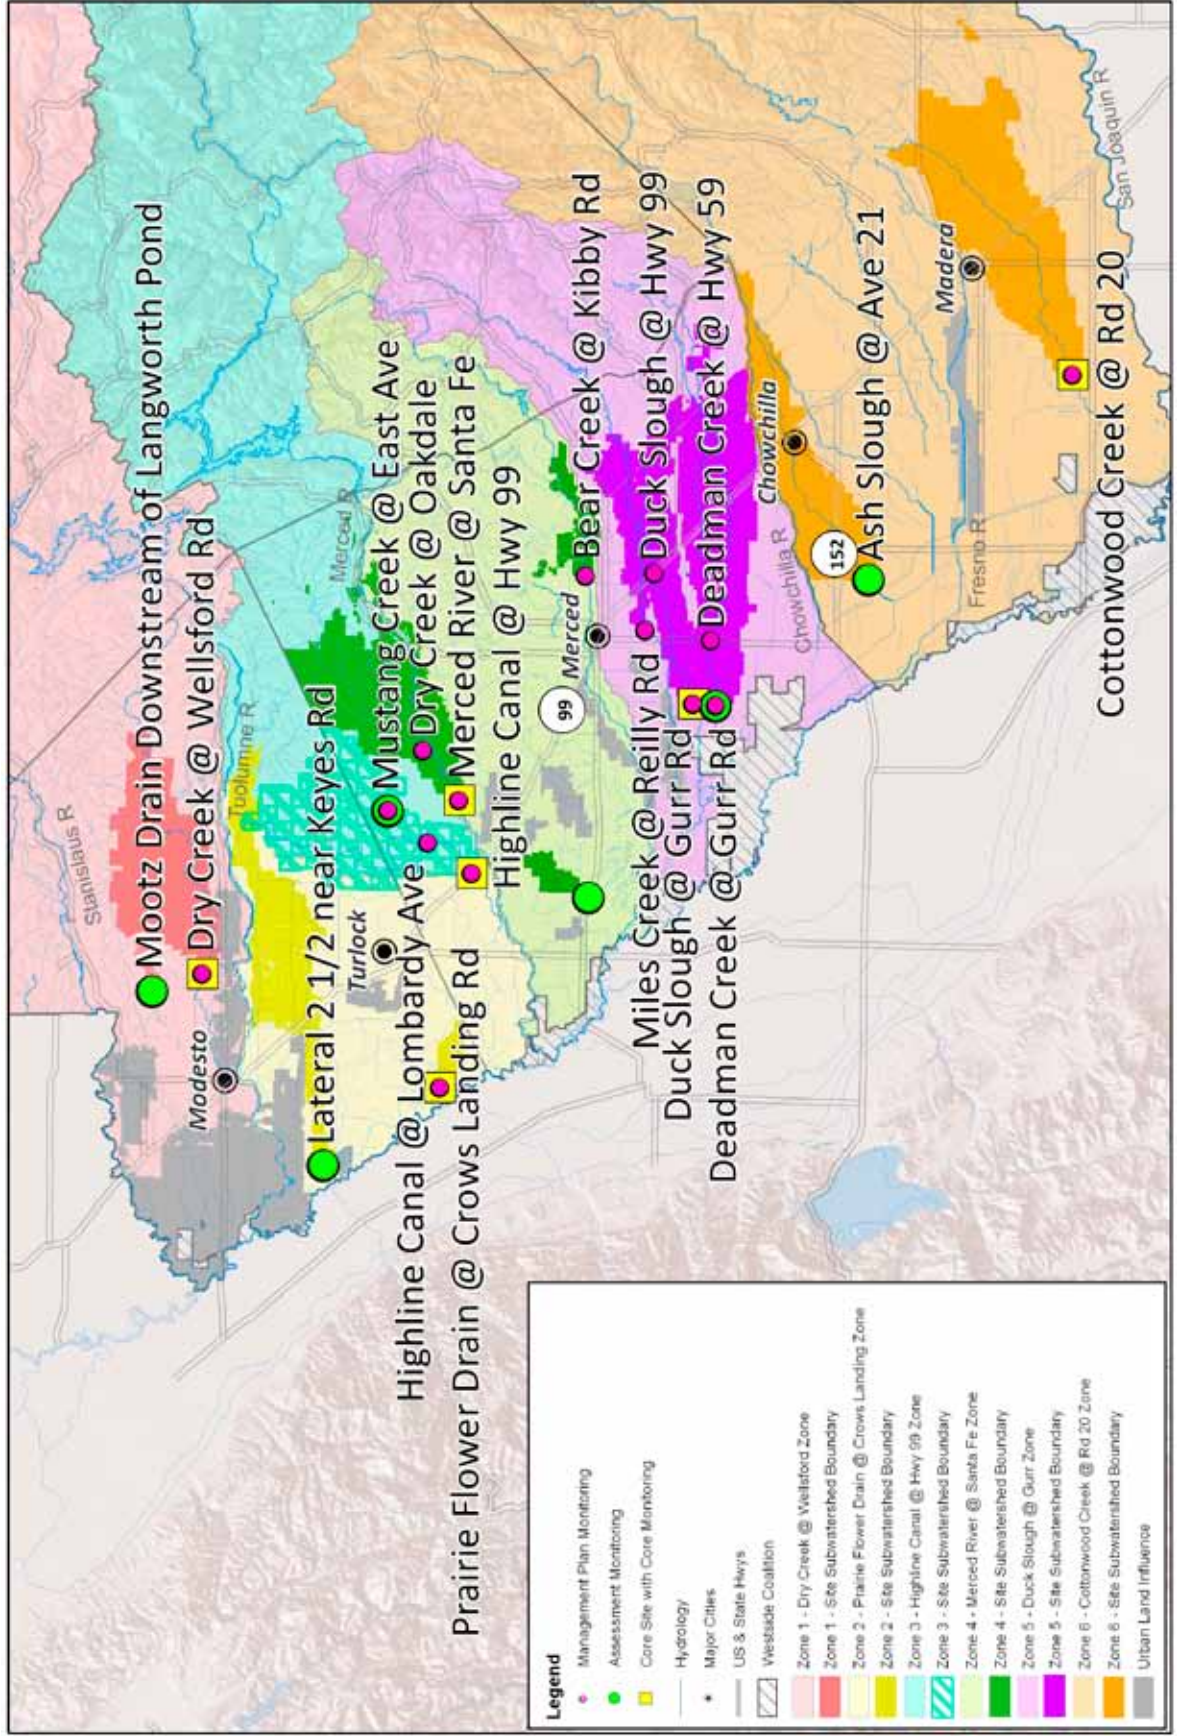 Stanislaus R
Mootz Drain Downstream of Langworth Pond
Dry Creek @ Wellsford Rd
Modesto
Tuolumne R
Lateral 2 1/2 near Keyes Rd
Merced R
Turlock
Mustang Creek @ East Ave
Highline Canal @ Lombardy Ave
Dry Creek @ Oakdale
Prairie Flower Drain @ Crows Landing Rd
Merced River @ Santa Fe
Highline Canal @ Hwy 99
99
Merced
Bear Creek @ Kibby Rd
Miles Creek @ Reilly Rd
Duck Slough @ Hwy 99
Duck Slough @ Gurr Rd
Deadman Creek @ Gurr Rd
Deadman Creek @ Hwy 59
Chowchilla
Chowchilla R
152
Ash Slough @ Ave 21
Madera
Fresno R
San Joaquin R
Cottonwood Creek @ Rd 20
Legend
Management Plan Monitoring
Assessment Monitoring
Core Site with Core Monitoring
Hydrology
Major Cities
US & State Hwys
Westside Coalition
Zone 1 - Dry Creek @ Wellsford Zone
Zone 1 - Site Subwatershed Boundary
Zone 2 - Prairie Flower Drain @ Crows Landing Zone
Zone 2 - Site Subwatershed Boundary
Zone 3 - Highline Canal @ Hwy 99 Zone
Zone 3 - Site Subwatershed Boundary
Zone 4 - Merced River @ Santa Fe Zone
Zone 4 - Site Subwatershed Boundary
Zone 5 - Duck Slough @ Gurr Zone
Zone 5 - Site Subwatershed Boundary
Zone 6 - Cottonwood Creek @ Rd 20 Zone
Zone 6 - Site Subwatershed Boundary
Urban Land Influence